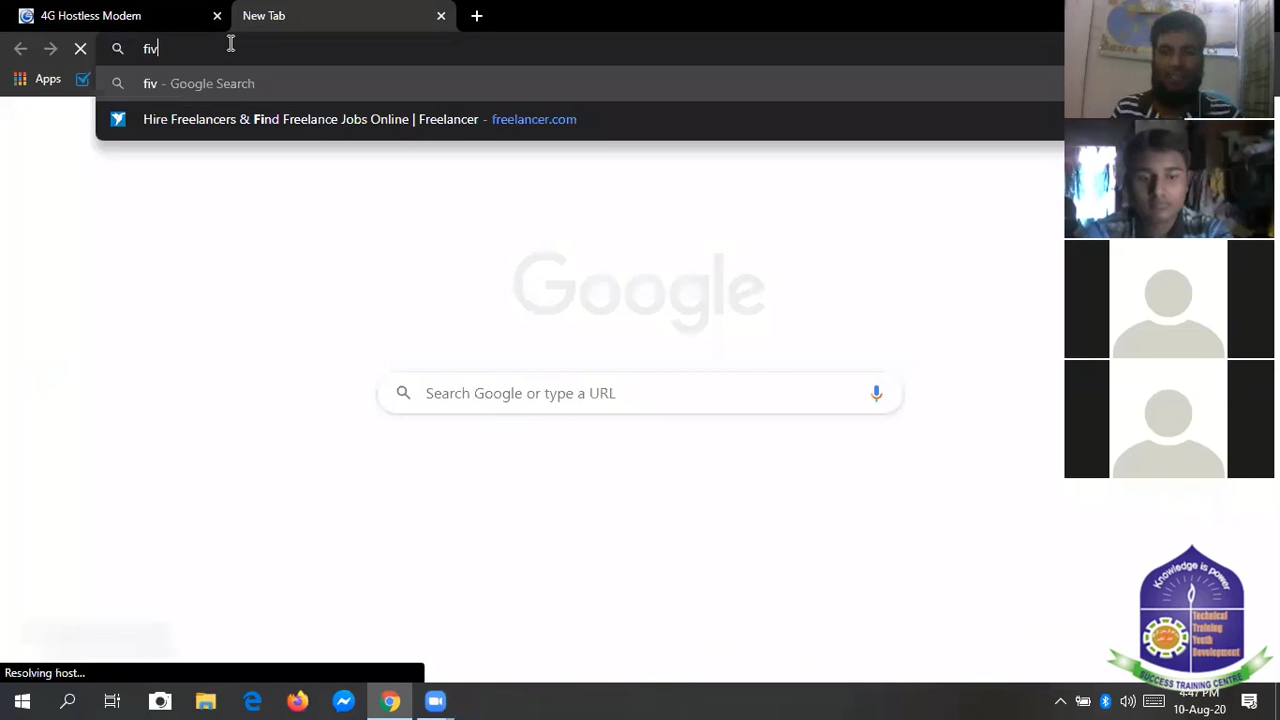 4G Hostless Modem
New Tab
fiv
Apps
fiv - Google Search
Hire Freelancers & Find Freelance Jobs Online | Freelancer - freelancer.com
Google
Search Google or type a URL
Knowledge is power
Technical
Training
Youth
Development
SUCCESS TRAINING CENTRE
Resolving host...
4:47 PM
10-Aug-20